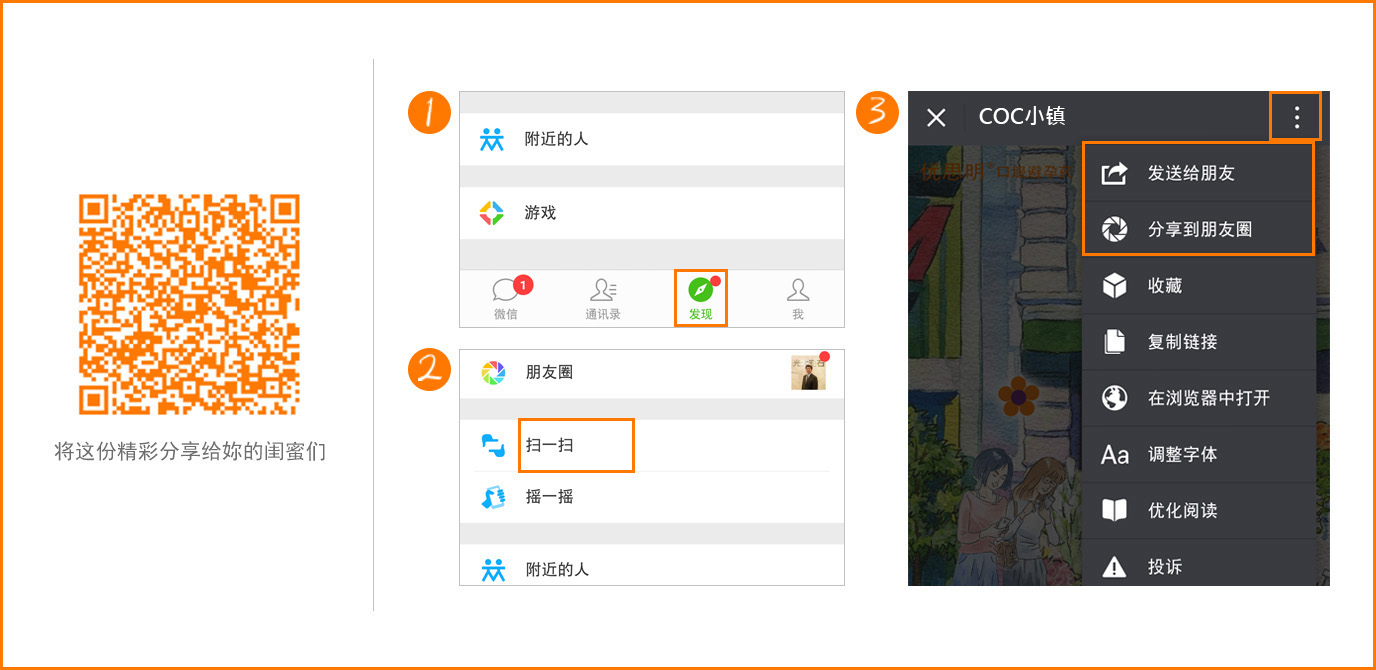 将这份精彩分享给妳的闺蜜们
1
附近的人
游戏
1
微信
通讯录
发现
我
2
朋友圈
扫一扫
摇一摇
附近的人
3
COC小镇
发送给朋友
分享到朋友圈
收藏
复制链接
在浏览器中打开
Aa 调整字体
优化阅读
投诉